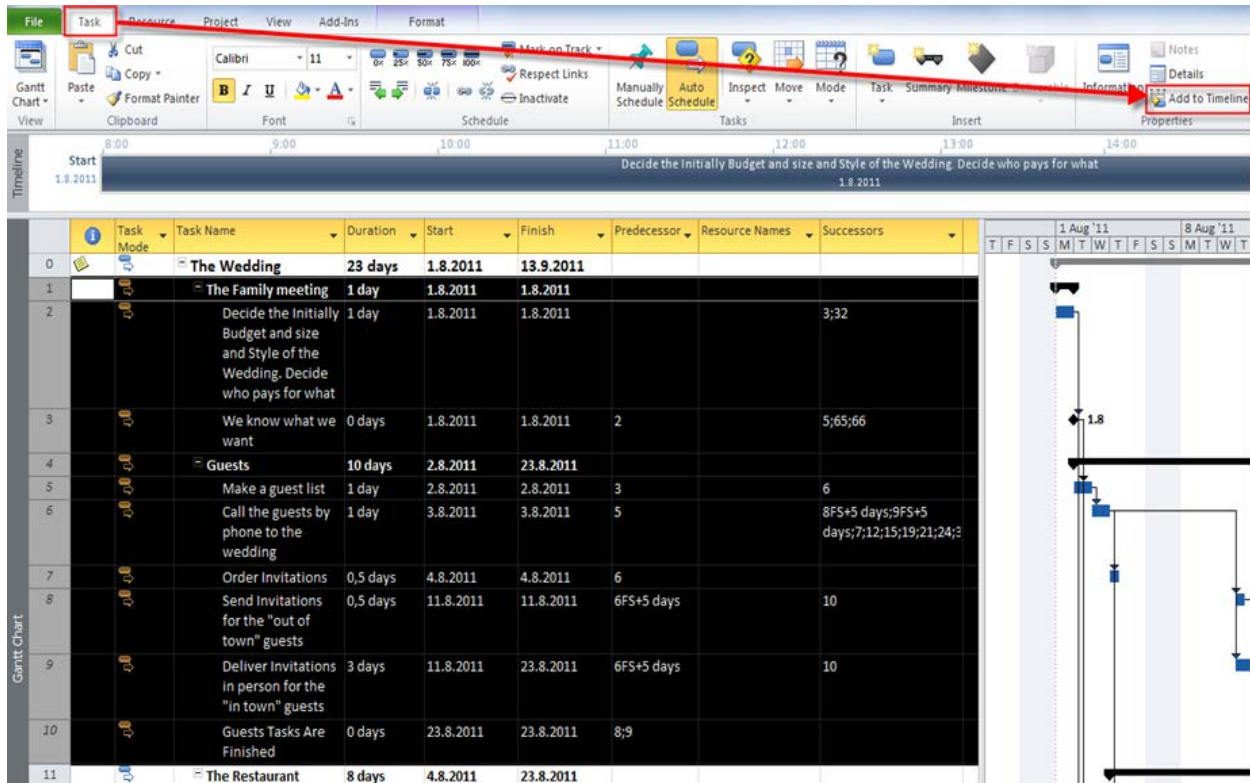 File Task Resource Project View Add-Ins Format
Cut
Copy
Format Painter
Paste
Gantt
Chart
Calibri 11
B I U A
0× 25× 50× 75× 100×
Mark on Track
Respect Links
Inactivate
Manually
Schedule
Auto
Schedule
Inspect Move Mode
Task Summary Milestone Deliverable
Information
Notes
Details
Add to Timeline
View Clipboard Font Schedule Tasks Insert Properties
Timeline
8:00 9:00 10:00 11:00 12:00 13:00 14:00
Start
1.8.2011
Decide the Initially Budget and size and Style of the Wedding. Decide who pays for what
1.8.2011
Gantt Chart
Task
Mode
Task Name Duration Start Finish Predecessor Resource Names Successors
1 Aug '11 8 Aug '11
T F S S M T W T F S S M T W T
0 The Wedding 23 days 1.8.2011 13.9.2011
1 The Family meeting 1 day 1.8.2011 1.8.2011
2 Decide the Initially 1 day 1.8.2011 1.8.2011 3;32
Budget and size
and Style of the
Wedding. Decide
who pays for what
3 We know what we 0 days 1.8.2011 1.8.2011 2 5;65;66
want
1.8
4 Guests 10 days 2.8.2011 23.8.2011
5 Make a guest list 1 day 2.8.2011 2.8.2011 3 6
6 Call the guests by 1 day 3.8.2011 3.8.2011 5 8FS+5 days;9FS+5
phone to the days;7;12;15;19;21;24;3
wedding
7 Order Invitations 0,5 days 4.8.2011 4.8.2011 6
8 Send Invitations 0,5 days 11.8.2011 11.8.2011 6FS+5 days 10
for the "out of
town" guests
9 Deliver Invitations 3 days 11.8.2011 23.8.2011 6FS+5 days 10
in person for the
"in town" guests
10 Guests Tasks Are 0 days 23.8.2011 23.8.2011 8;9
Finished
11 The Restaurant 8 days 4.8.2011 23.8.2011